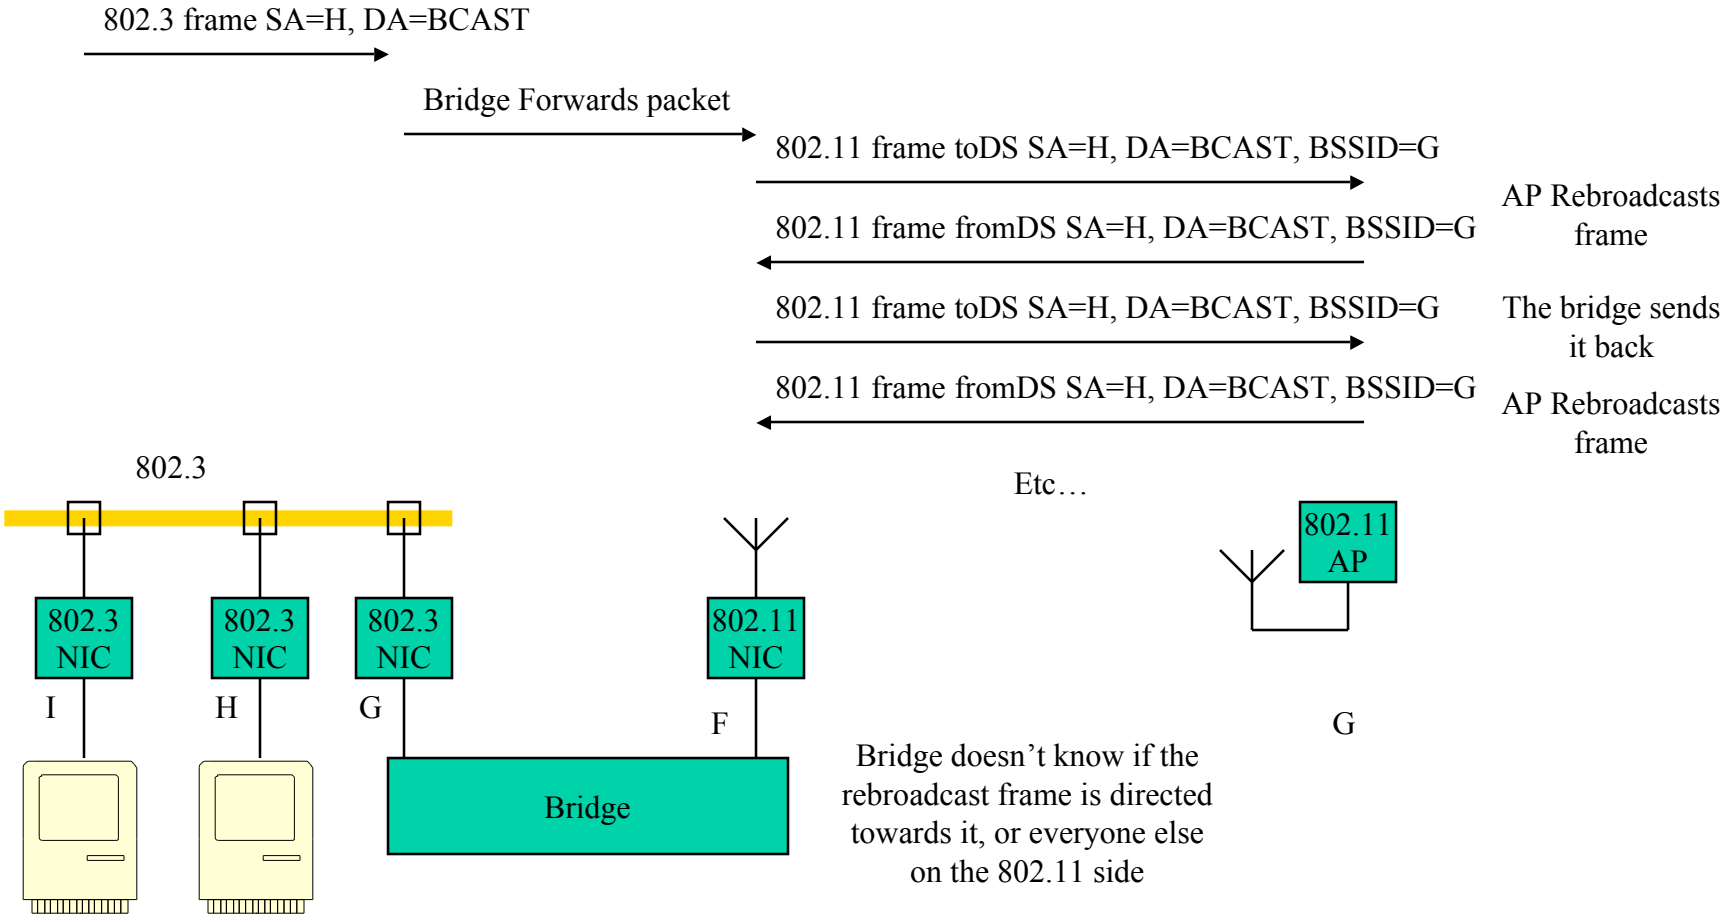 802.3 frame SA=H, DA=BCAST
Bridge Forwards packet
802.11 frame toDS SA=H, DA=BCAST, BSSID=G
AP Rebroadcasts
frame
802.11 frame fromDS SA=H, DA=BCAST, BSSID=G
802.11 frame toDS SA=H, DA=BCAST, BSSID=G
The bridge sends
it back
802.11 frame fromDS SA=H, DA=BCAST, BSSID=G
AP Rebroadcasts
frame
802.3
Etc…
802.11
AP
802.3
NIC
802.3
NIC
802.3
NIC
802.11
NIC
I
H
G
F
G
Bridge
Bridge doesn’t know if the
rebroadcast frame is directed
towards it, or everyone else
on the 802.11 side